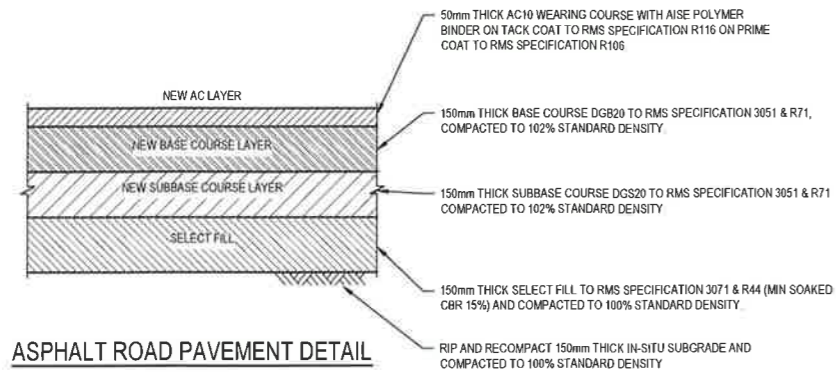 50mm THICK AC10 WEARING COURSE WITH A15E POLYMER
BINDER ON TACK COAT TO RMS SPECIFICATION R116 ON PRIME
COAT TO RMS SPECIFICATION R106
NEW AC LAYER
150mm THICK BASE COURSE DGB20 TO RMS SPECIFICATION 3051 & R71,
COMPACTED TO 102% STANDARD DENSITY
NEW BASE COURSE LAYER
NEW SUBBASE COURSE LAYER
150mm THICK SUBBASE COURSE DGS20 TO RMS SPECIFICATION 3051 & R71
COMPACTED TO 102% STANDARD DENSITY
SELECT FILL
150mm THICK SELECT FILL TO RMS SPECIFICATION 3071 & R44 (MIN SOAKED
CBR 15%) AND COMPACTED TO 100% STANDARD DENSITY
ASPHALT ROAD PAVEMENT DETAIL
RIP AND RECOMPACT 150mm THICK IN-SITU SUBGRADE AND
COMPACTED TO 100% STANDARD DENSITY